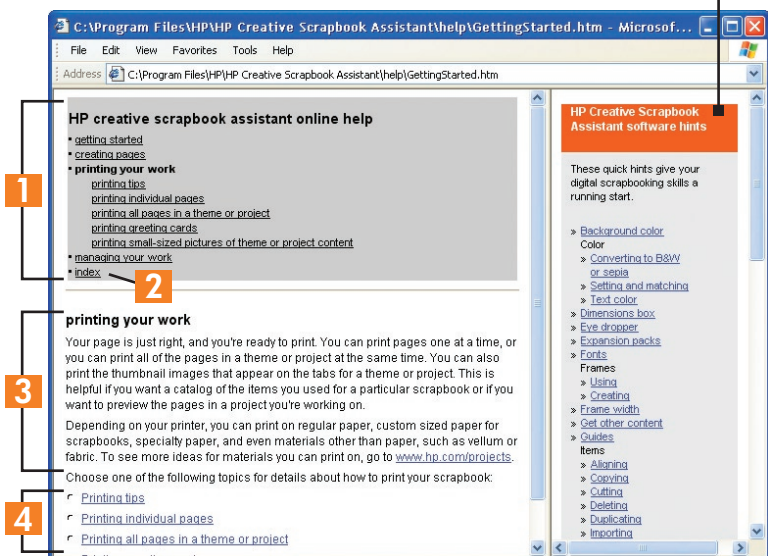 C:\Program Files\HP\HP Creative Scrapbook Assistant\help\GettingStarted.htm - Microsof...
File Edit View Favorites Tools Help
Address C:\Program Files\HP\HP Creative Scrapbook Assistant\help\GettingStarted.htm
1
HP creative scrapbook assistant online help
▪ getting started
▪ creating pages
▪ printing your work
printing tips
printing individual pages
printing all pages in a theme or project
printing greeting cards
printing small-sized pictures of theme or project content
▪ managing your work
▪ index
2
3
printing your work
Your page is just right, and you're ready to print. You can print pages one at a time, or
you can print all of the pages in a theme or project at the same time. You can also
print the thumbnail images that appear on the tabs for a theme or project. This is
helpful if you want a catalog of the items you used for a particular scrapbook or if you
want to preview the pages in a project you're working on.
Depending on your printer, you can print on regular paper, custom sized paper for
scrapbooks, specialty paper, and even materials other than paper, such as vellum or
fabric. To see more ideas for materials you can print on, go to www.hp.com/projects.
Choose one of the following topics for details about how to print your scrapbook:
4
Printing tips
Printing individual pages
Printing all pages in a theme or project
HP Creative Scrapbook
Assistant software hints
These quick hints give your
digital scrapbooking skills a
running start.
» Background color
Color
» Converting to B&W
or sepia
» Setting and matching
» Text color
» Dimensions box
» Eye dropper
» Expansion packs
» Fonts
Frames
» Using
» Creating
» Frame width
» Get other content
» Guides
Items
» Aligning
» Copying
» Cutting
» Deleting
» Duplicating
» Importing